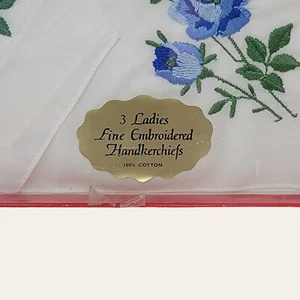 3 Ladies
Fine Embroidered
Handkerchiefs
100% COTTON